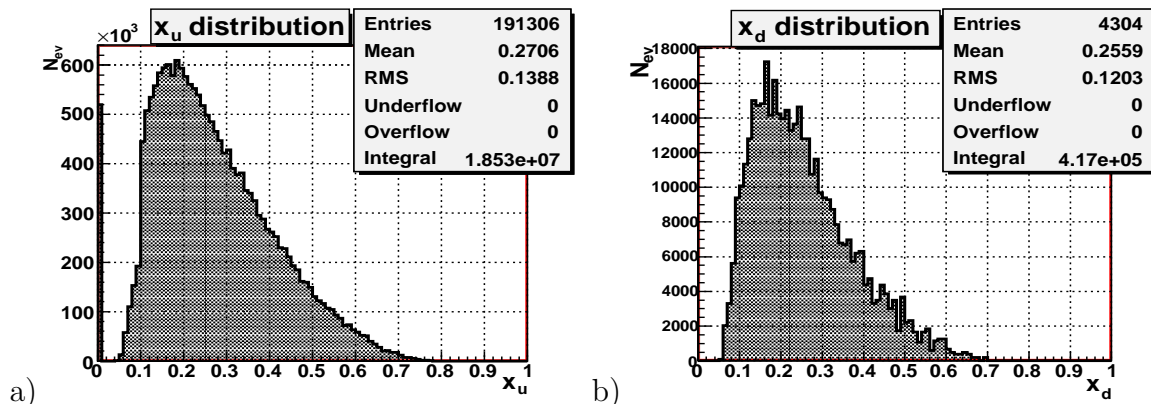 x_u distribution
×10³
N_ev
Entries 191306
Mean 0.2706
RMS 0.1388
Underflow 0
Overflow 0
Integral 1.853e+07
600
500
400
300
200
100
0
0 0.1 0.2 0.3 0.4 0.5 0.6 0.7 0.8 0.9 1
x_u
a)
x_d distribution
N_ev
Entries 4304
Mean 0.2559
RMS 0.1203
Underflow 0
Overflow 0
Integral 4.17e+05
18000
16000
14000
12000
10000
8000
6000
4000
2000
0
0 0.1 0.2 0.3 0.4 0.5 0.6 0.7 0.8 0.9 1
x_d
b)